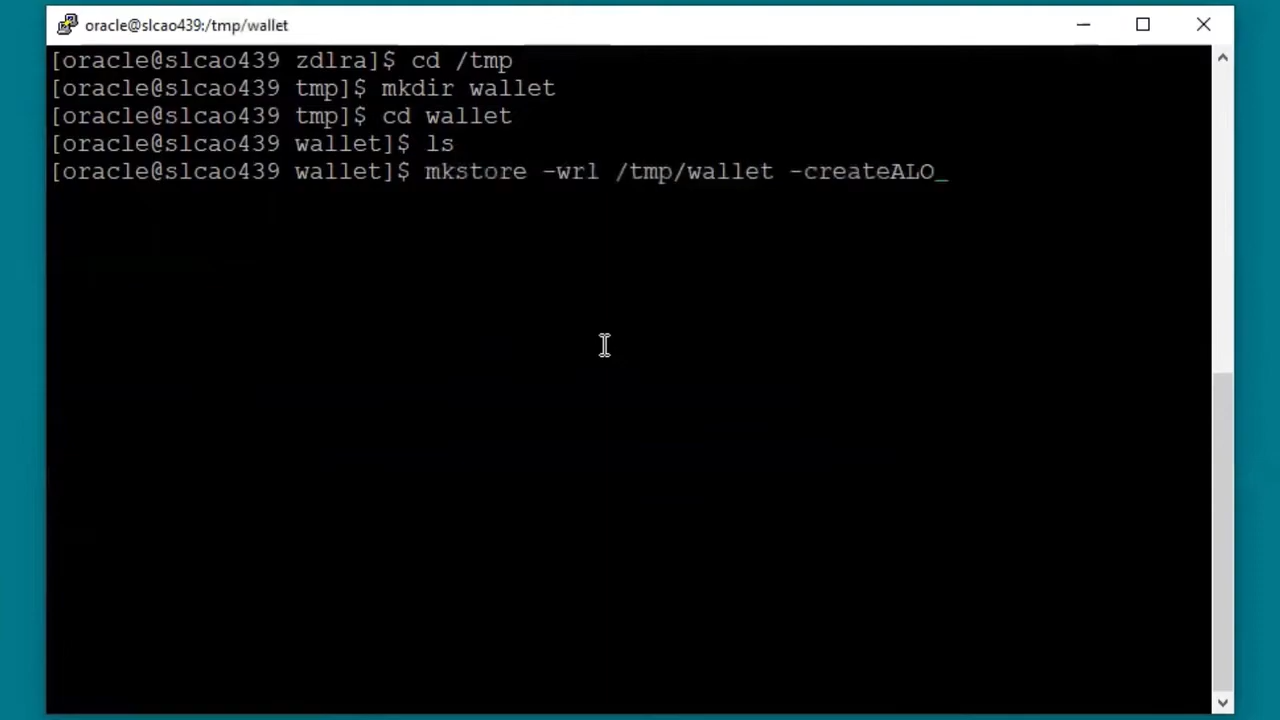 oracle@slcao439:/tmp/wallet
[oracle@slcao439 zdlra]$ cd /tmp
[oracle@slcao439 tmp]$ mkdir wallet
[oracle@slcao439 tmp]$ cd wallet
[oracle@slcao439 wallet]$ ls
[oracle@slcao439 wallet]$ mkstore -wrl /tmp/wallet -createALO_